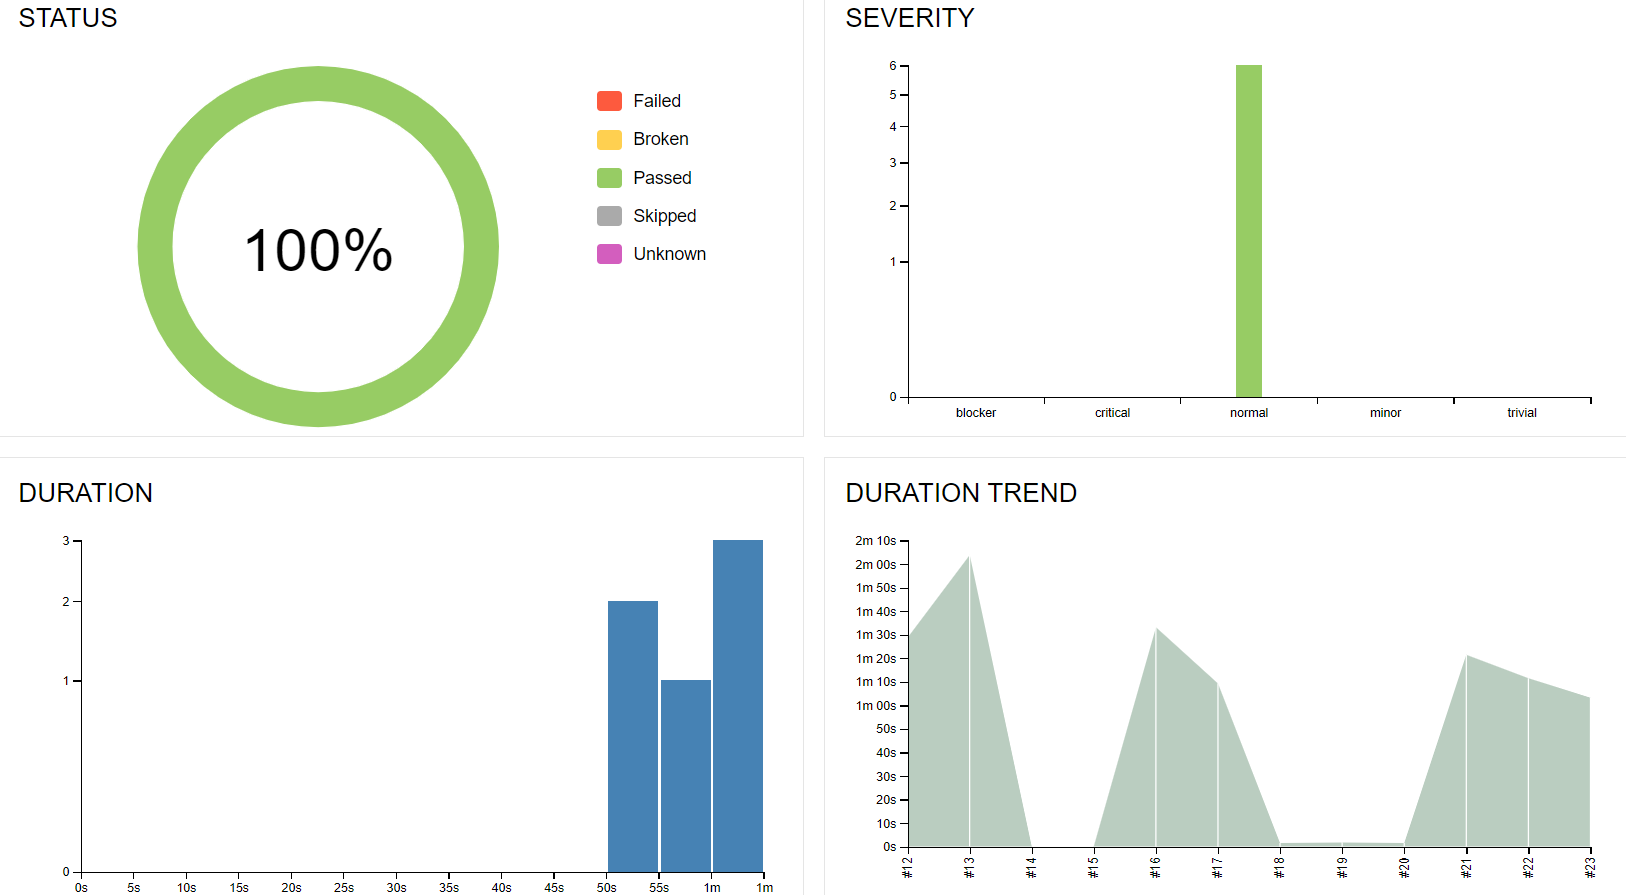 STATUS
100%
Failed
Broken
Passed
Skipped
Unknown
SEVERITY
6
5
4
3
2
1
0
blocker critical normal minor trivial
DURATION
3
2
1
0
0s 5s 10s 15s 20s 25s 30s 35s 40s 45s 50s 55s 1m 1m
DURATION TREND
2m 10s
2m 00s
1m 50s
1m 40s
1m 30s
1m 20s
1m 10s
1m 00s
50s
40s
30s
20s
10s
0s
#12 #13 #14 #15 #16 #17 #18 #19 #20 #21 #22 #23